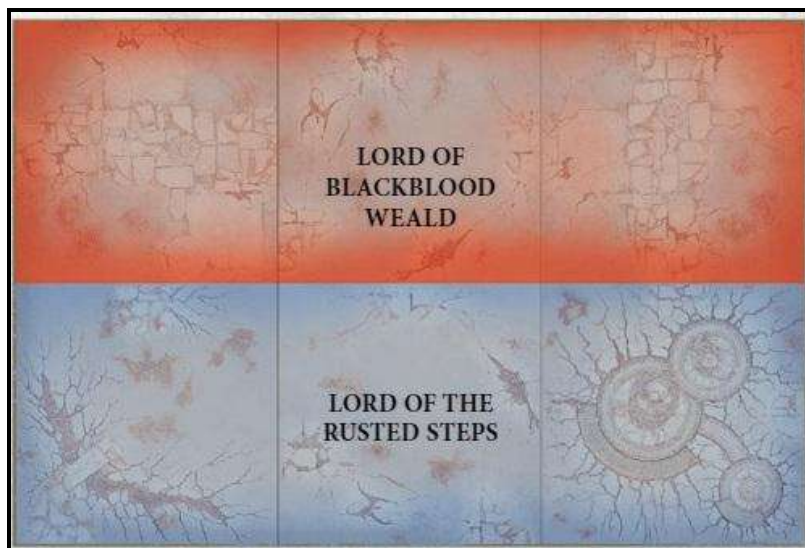 LORD OF
BLACKBLOOD
WEALD
LORD OF THE
RUSTED STEPS